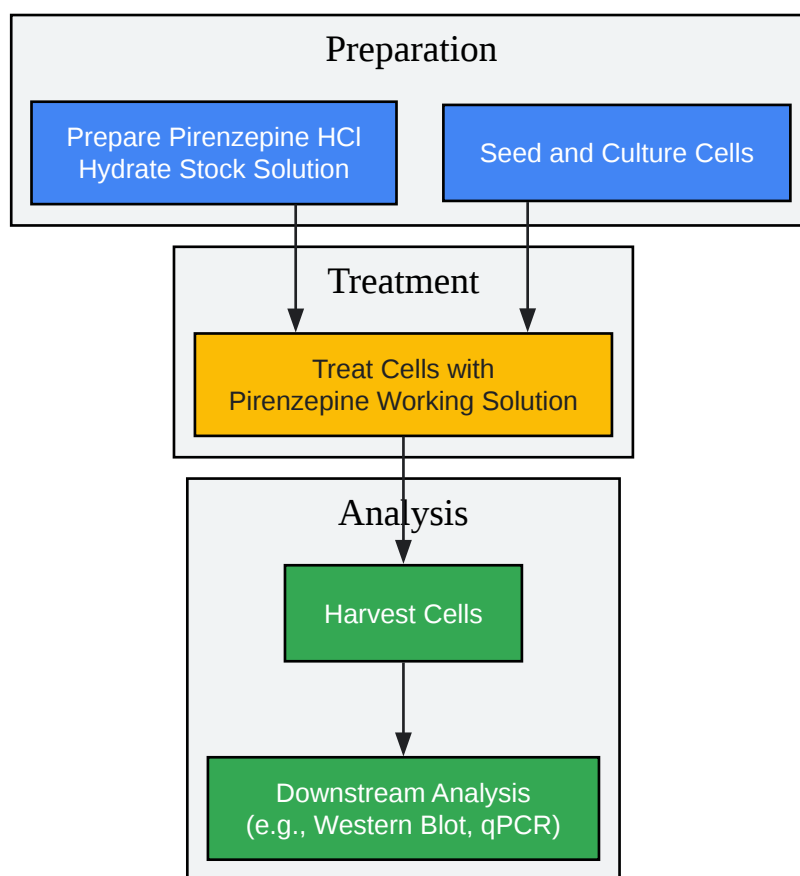 Preparation
Prepare Pirenzepine HCl
Hydrate Stock Solution
Seed and Culture Cells
Treatment
Treat Cells with
Pirenzepine Working Solution
Analysis
Harvest Cells
Downstream Analysis
(e.g., Western Blot, qPCR)